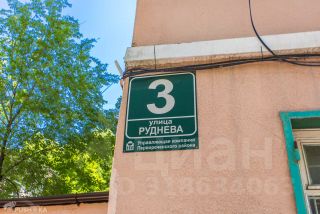 3
улица
РУДНЕВА
Управляющая компания
Первореченского района